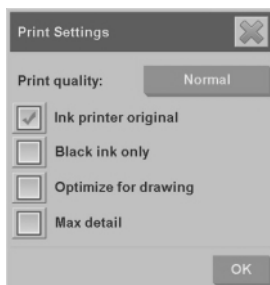 Print Settings
Print quality: Normal
Ink printer original
Black ink only
Optimize for drawing
Max detail
OK